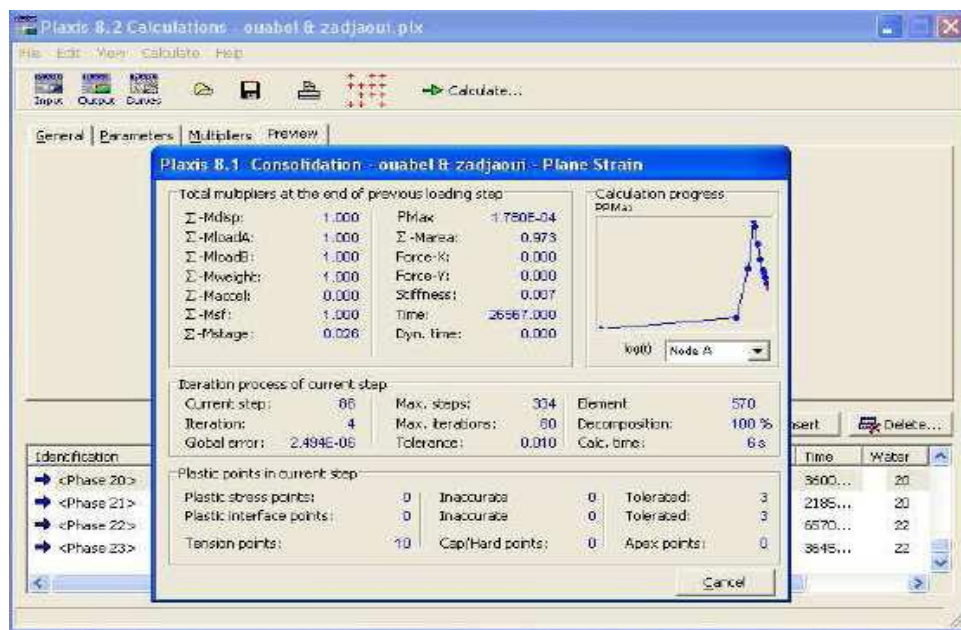 Plaxis 8.2 Calculations - ouabel & zadjaoui.plx
File Edit View Calculate Help
Input Output Curves Calculate...
General Parameters Multipliers Preview
Plaxis 8.1 Consolidation - ouabel & zadjaoui - Plane Strain
Total multipliers at the end of previous loading step
Σ-Mdisp: 1.000 PMax 1.780E-04
Σ-MloadA: 1.000 Σ-Marea: 0.973
Σ-MloadB: 1.000 Force-X: 0.000
Σ-Mweight: 1.000 Force-Y: 0.000
Σ-Maccel: 0.000 Stiffness: 0.007
Σ-Msf: 1.000 Time: 26567.000
Σ-Mstage: 0.026 Dyn. time: 0.000
Calculation progress
PPMax
log(t) Node A
Iteration process of current step
Current step: 86 Max. steps: 334 Element 570
Iteration: 4 Max. iterations: 60 Decomposition: 100 %
Global error: 2.494E-06 Tolerance: 0.010 Calc. time: 6 s
Plastic points in current step
Plastic stress points: 0 Inaccurate 0 Tolerated: 3
Plastic interface points: 0 Inaccurate 0 Tolerated: 3
Tension points: 10 Cap/Hard points: 0 Apex points: 0
Cancel
nsert Delete...
Identification Time Water
<Phase 20> 3600... 20
<Phase 21> 2185... 20
<Phase 22> 6570... 22
<Phase 23> 3645... 22